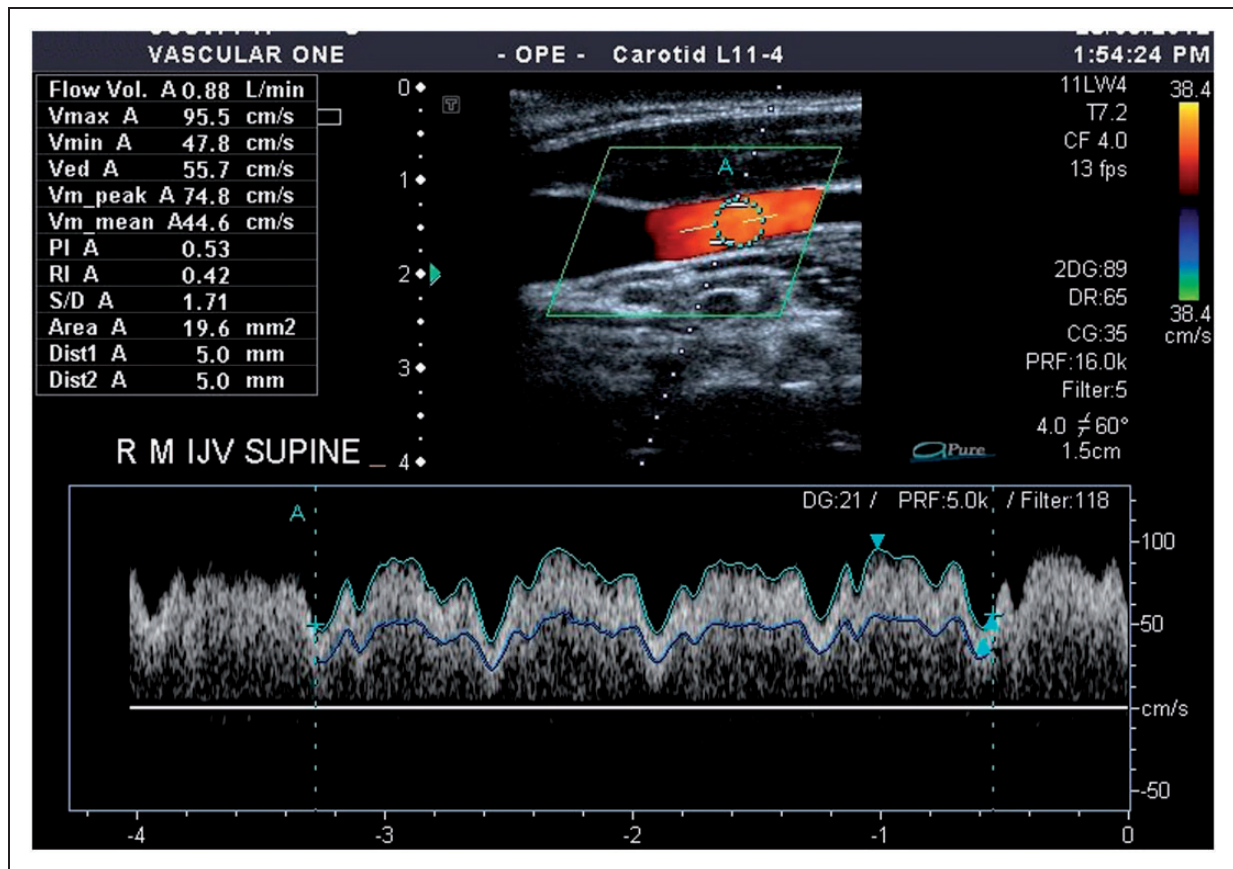 VASCULAR ONE - OPE - Carotid L11-4 1:54:24 PM
Flow Vol. A 0.88 L/min
Vmax A 95.5 cm/s
Vmin A 47.8 cm/s
Ved A 55.7 cm/s
Vm_peak A 74.8 cm/s
Vm_mean A44.6 cm/s
PI A 0.53
RI A 0.42
S/D A 1.71
Area A 19.6 mm2
Dist1 A 5.0 mm
Dist2 A 5.0 mm
0
1
2
3
4
T
A
11LW4
T7.2
CF 4.0
13 fps
38.4
2DG:89
DR:65
38.4
cm/s
CG:35
PRF:16.0k
Filter:5
4.0 60°
1.5cm
aPure
R M IJV SUPINE _
DG:21 / PRF:5.0k / Filter:118
A
100
50
cm/s
-50
-4 -3 -2 -1 0